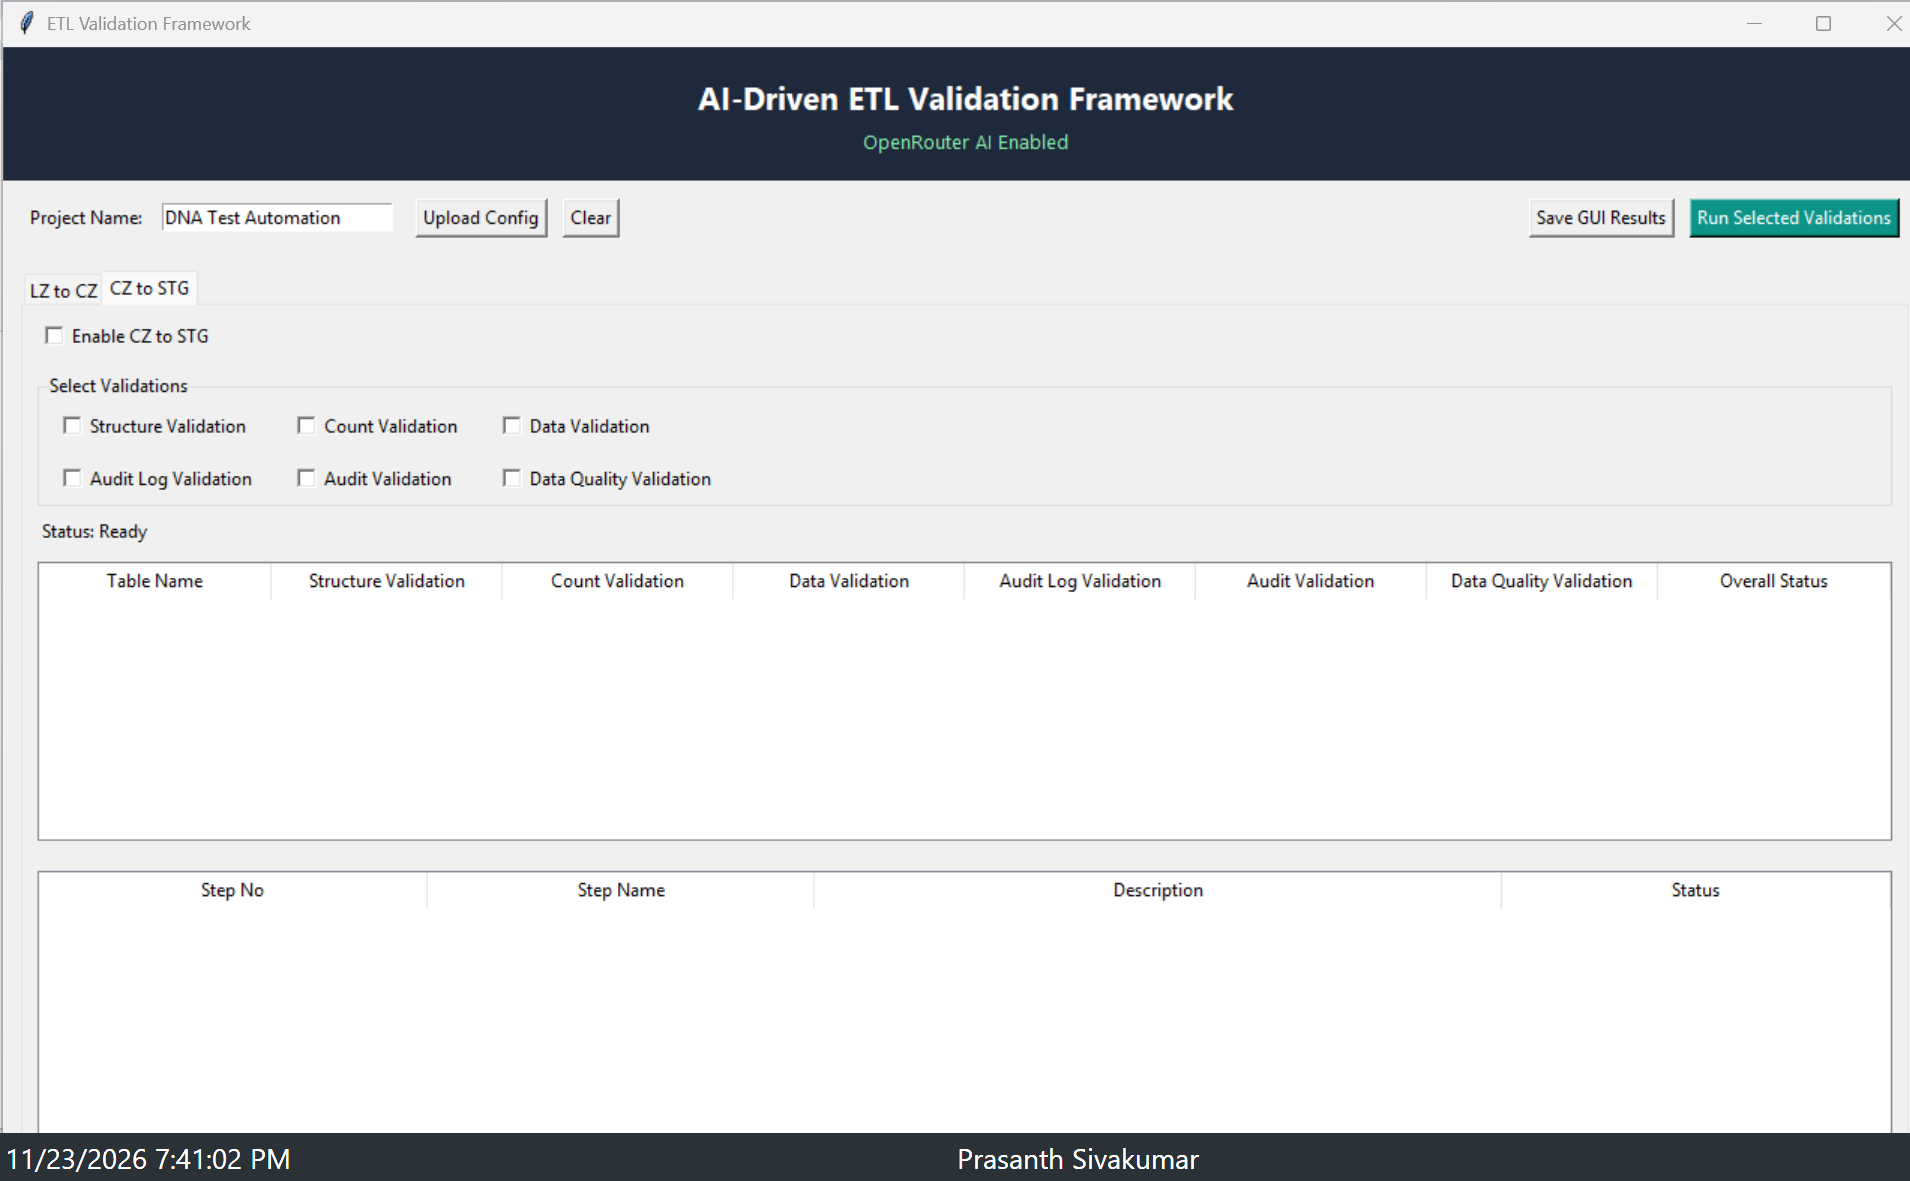 ETL Validation Framework
AI-Driven ETL Validation Framework
OpenRouter AI Enabled
Project Name: DNA Test Automation Upload Config Clear Save GUI Results Run Selected Validations
LZ to CZ CZ to STG
Enable CZ to STG
Select Validations
Structure Validation Count Validation Data Validation
Audit Log Validation Audit Validation Data Quality Validation
Status: Ready
Table Name Structure Validation Count Validation Data Validation Audit Log Validation Audit Validation Data Quality Validation Overall Status
Step No Step Name Description Status
11/23/2026 7:41:02 PM Prasanth Sivakumar